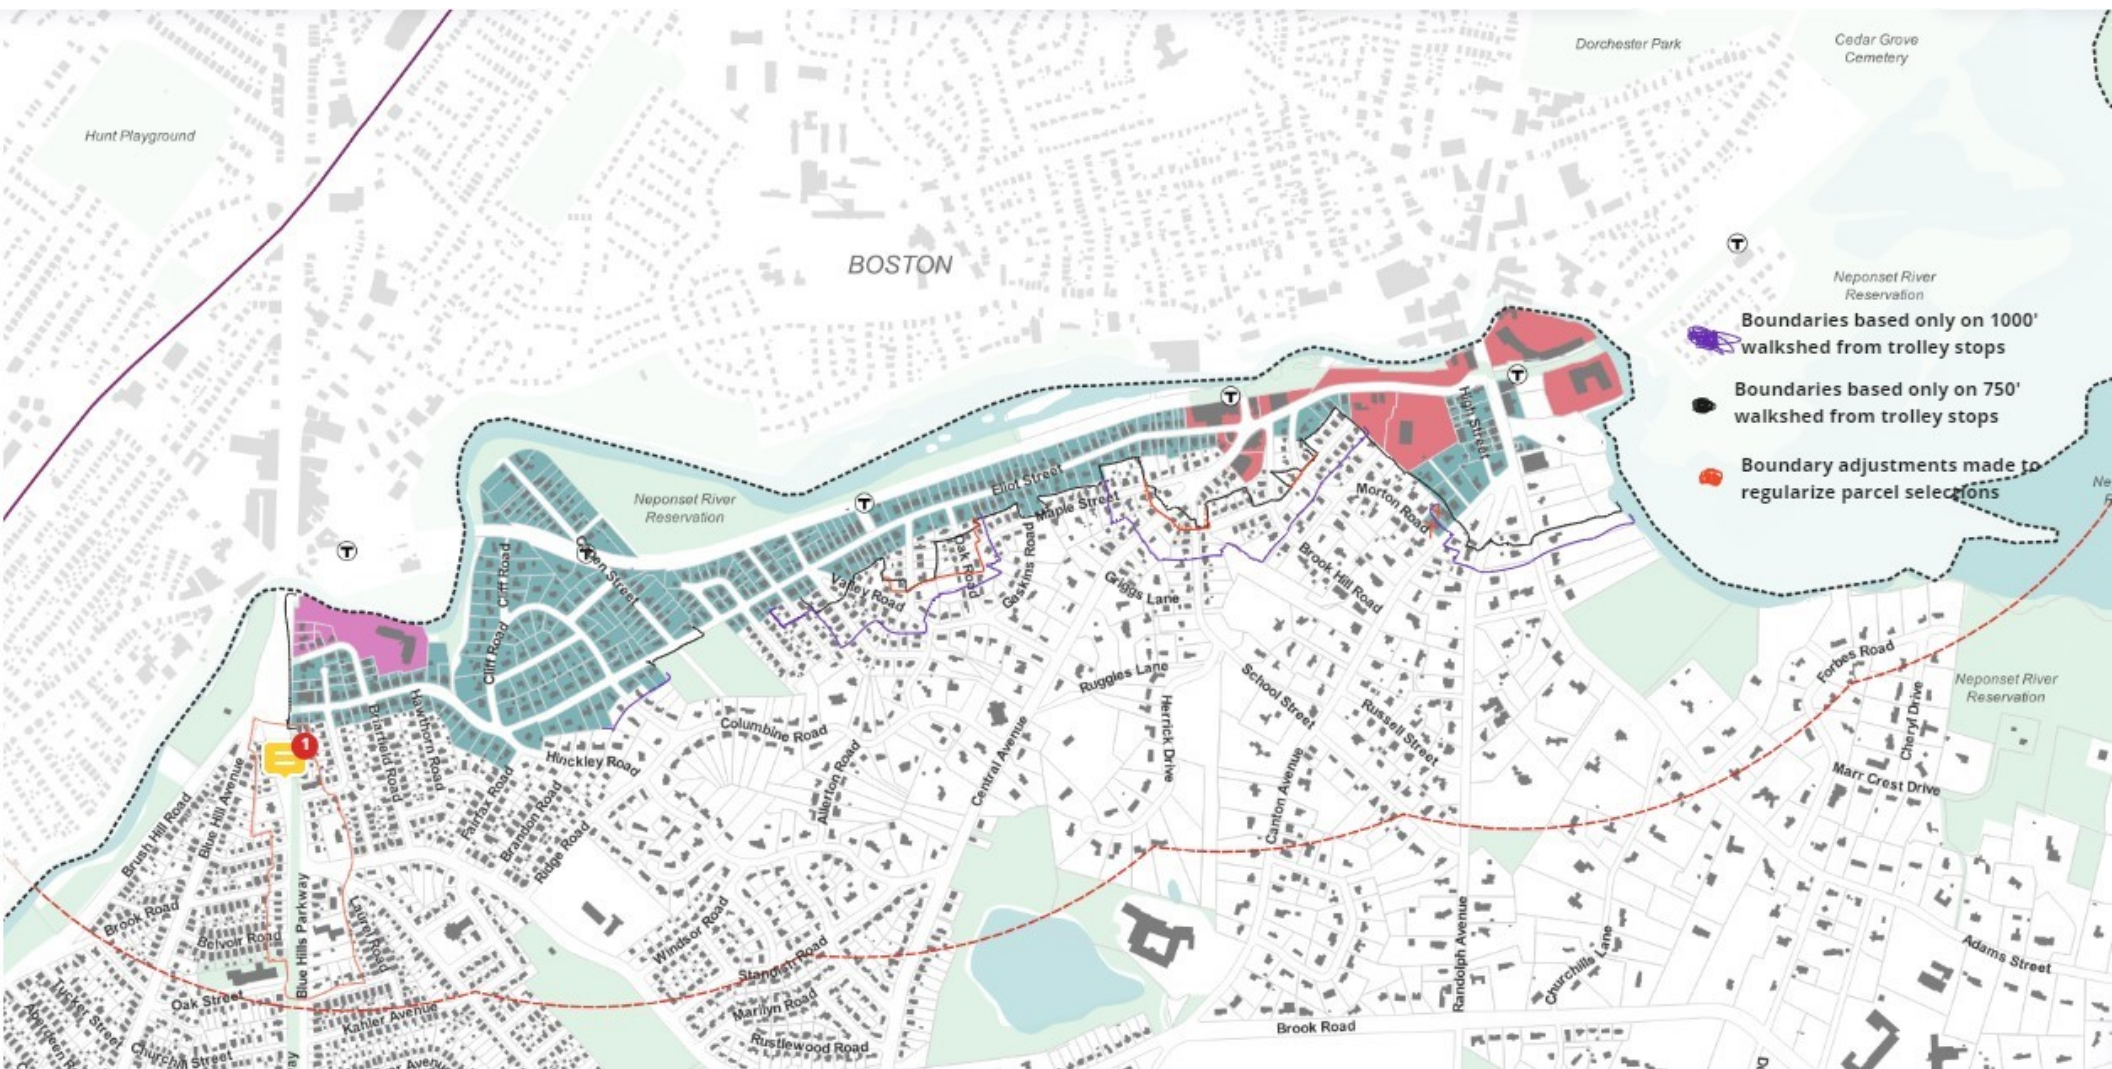 Dorchester Park
Cedar Grove
Cemetery
Hunt Playground
T
BOSTON
Neponset River
Reservation
Boundaries based only on 1000'
walkshed from trolley stops
Boundaries based only on 750'
walkshed from trolley stops
Boundary adjustments made to
regularize parcel selections
T
T
High Street
Neponset River
Reservation
T
Eliot Street
Maple Street
Morton Road
T
T
Cliff Road
Oak Road
Gaskins Road
Valley Road
Griggs Lane
Brook Hill Road
Cliff Road
Ruggles Lane
School Street
Forbes Road
Neponset River
Reservation
Hawthorn Road
Briarfield Road
Columbine Road
Herrick Drive
Russell Street
Cheryl Drive
1
Hinckley Road
Allerton Road
Central Avenue
Canton Avenue
Marr Crest Drive
Brush Hill Road
Blue Hill Avenue
Fairfax Road
Brandon Road
Ridge Road
Brook Road
Belvoir Road
Blue Hills Parkway
Laurel Road
Windsor Road
Standish Road
Randolph Avenue
Churchills Lane
Adams Street
Oak Street
Tucker Street
Kahler Avenue
Marilyn Road
Brook Road
Churchill Street
Rustlewood Road